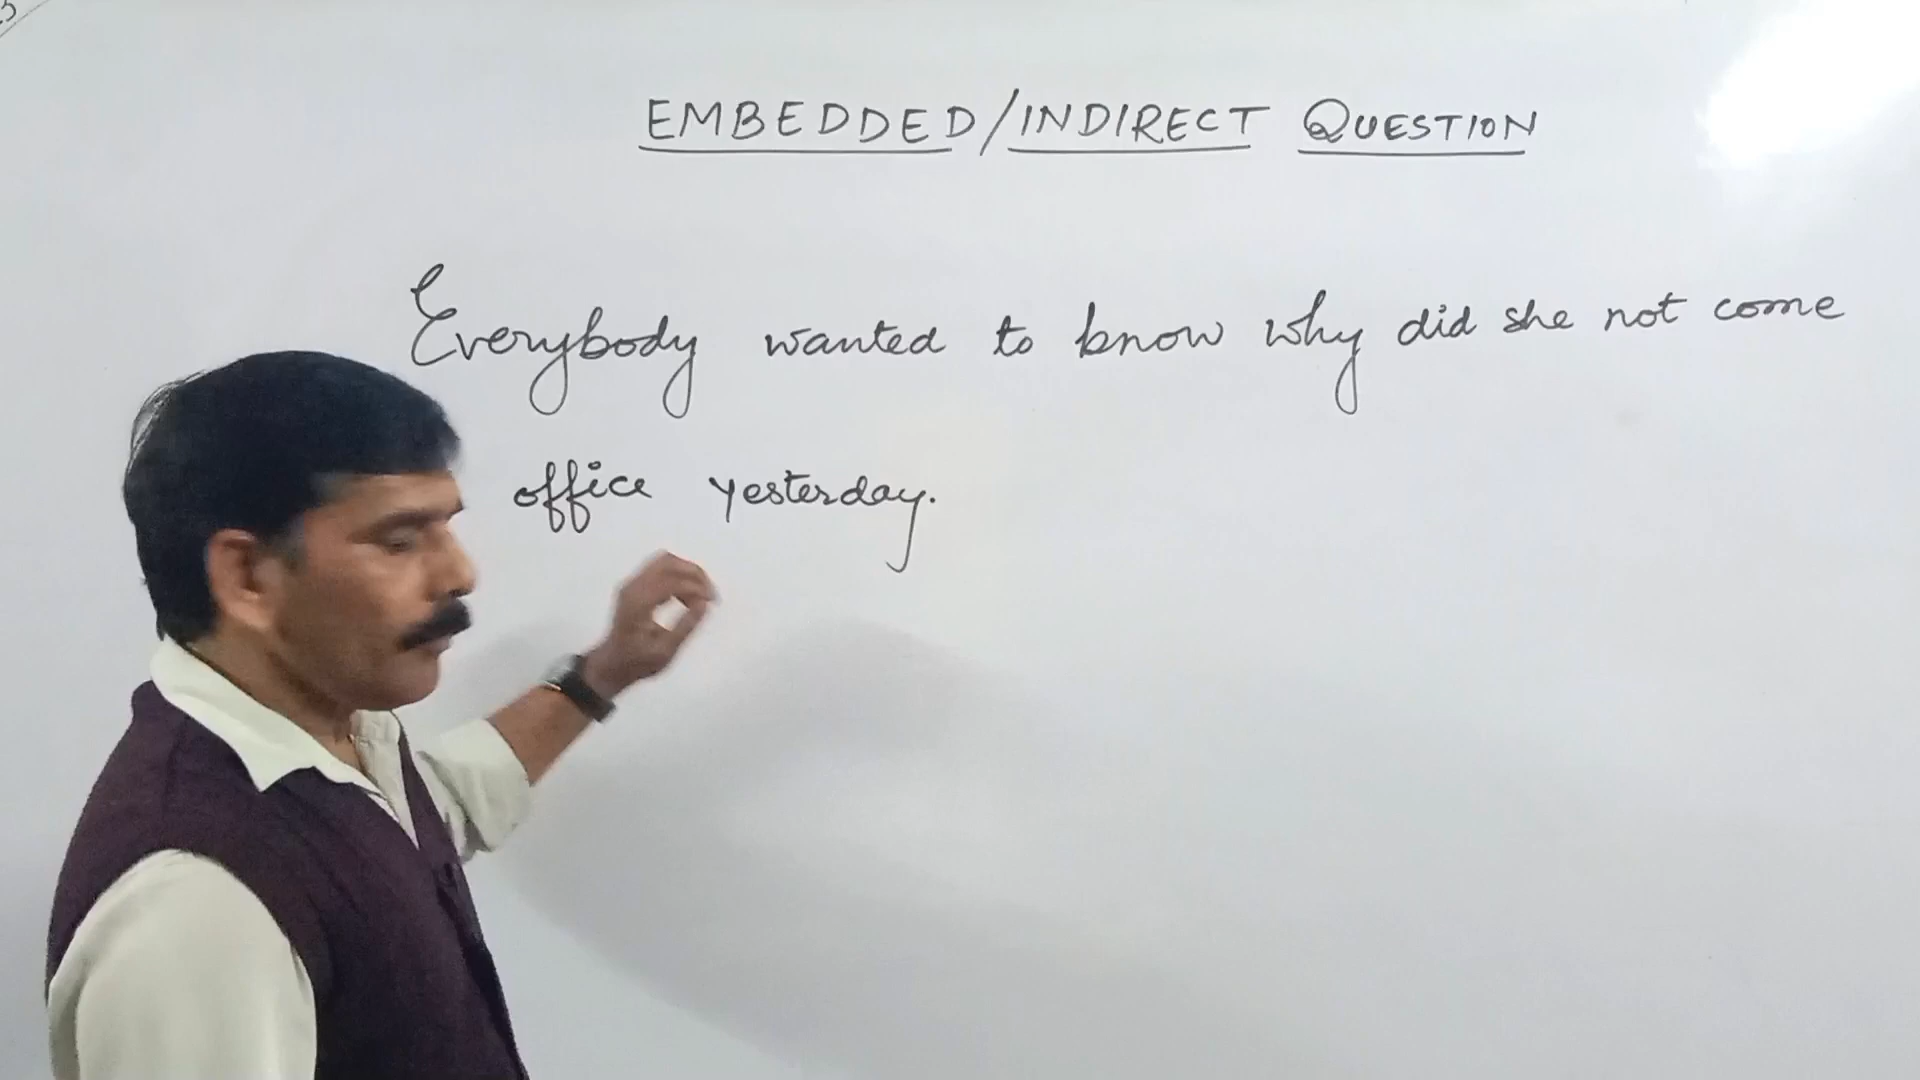 EMBEDDED/INDIRECT QUESTION
Everybody wanted to know why did she not come
office yesterday.